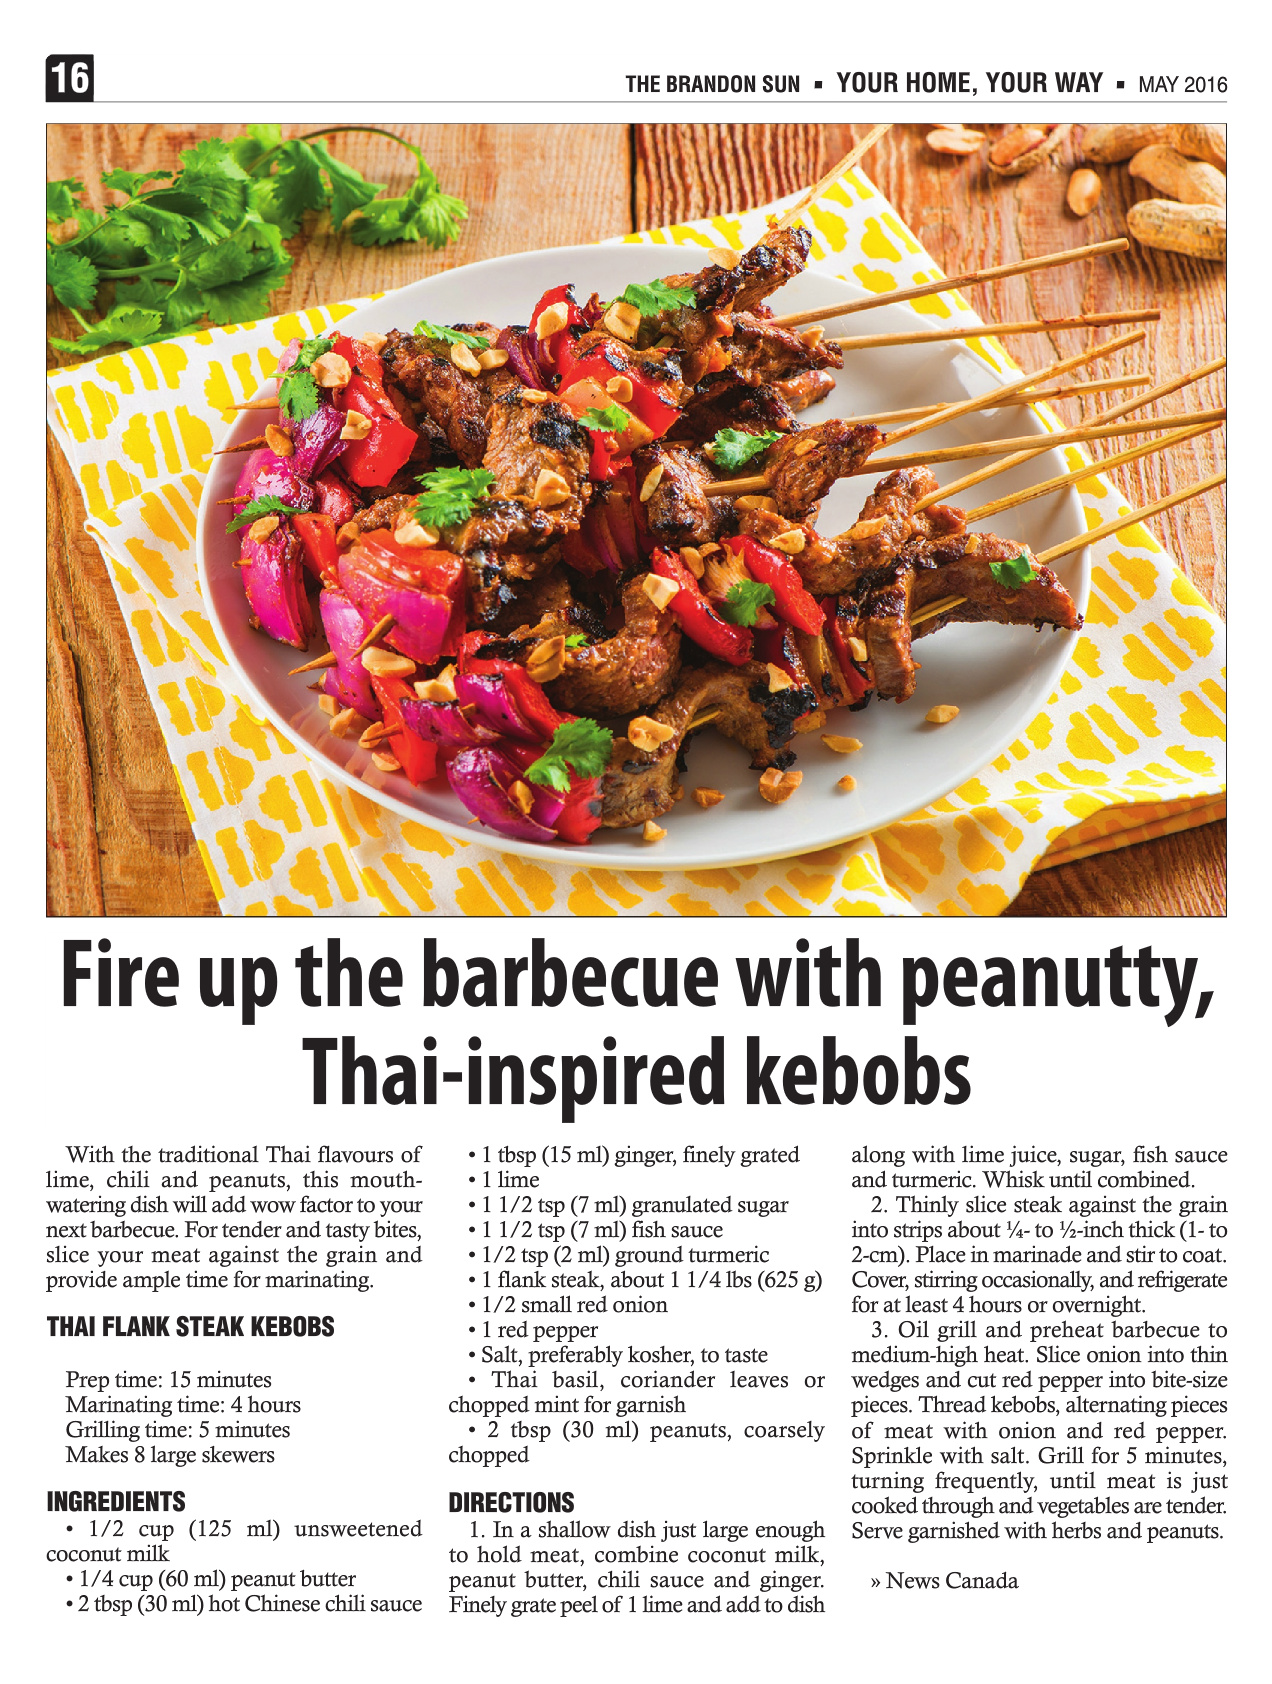 16
THE BRANDON SUN ▪ YOUR HOME, YOUR WAY ▪ MAY 2016
Fire up the barbecue with peanutty,
Thai-inspired kebobs
With the traditional Thai flavours of
lime, chili and peanuts, this mouth-
watering dish will add wow factor to your
next barbecue. For tender and tasty bites,
slice your meat against the grain and
provide ample time for marinating.
THAI FLANK STEAK KEBOBS
Prep time: 15 minutes
Marinating time: 4 hours
Grilling time: 5 minutes
Makes 8 large skewers
INGREDIENTS
• 1/2 cup (125 ml) unsweetened
coconut milk
• 1/4 cup (60 ml) peanut butter
• 2 tbsp (30 ml) hot Chinese chili sauce
• 1 tbsp (15 ml) ginger, finely grated
• 1 lime
• 1 1/2 tsp (7 ml) granulated sugar
• 1 1/2 tsp (7 ml) fish sauce
• 1/2 tsp (2 ml) ground turmeric
• 1 flank steak, about 1 1/4 lbs (625 g)
• 1/2 small red onion
• 1 red pepper
• Salt, preferably kosher, to taste
• Thai basil, coriander leaves or
chopped mint for garnish
• 2 tbsp (30 ml) peanuts, coarsely
chopped
DIRECTIONS
1. In a shallow dish just large enough
to hold meat, combine coconut milk,
peanut butter, chili sauce and ginger.
Finely grate peel of 1 lime and add to dish
along with lime juice, sugar, fish sauce
and turmeric. Whisk until combined.
2. Thinly slice steak against the grain
into strips about ¼- to ½-inch thick (1- to
2-cm). Place in marinade and stir to coat.
Cover, stirring occasionally, and refrigerate
for at least 4 hours or overnight.
3. Oil grill and preheat barbecue to
medium-high heat. Slice onion into thin
wedges and cut red pepper into bite-size
pieces. Thread kebobs, alternating pieces
of meat with onion and red pepper.
Sprinkle with salt. Grill for 5 minutes,
turning frequently, until meat is just
cooked through and vegetables are tender.
Serve garnished with herbs and peanuts.
» News Canada